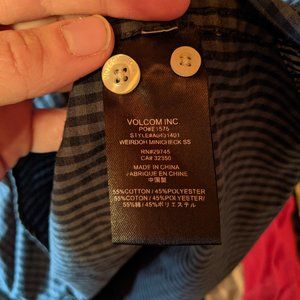 VOLCOM INC.
PO#E1575
STYLE#A0431401
WEIRDOH MINICHECK SS
RN#29745
CA# 32350
MADE IN CHINA
FABRIQUE EN CHINE
中国製
55%COTTON / 45%POLYESTER
55%COTON / 45%POLYESTER
55%綿 / 45%ポリエステル